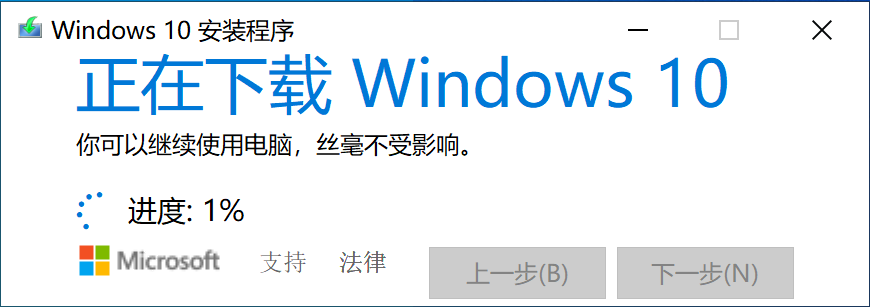 Windows 10 安装程序
正在下载 Windows 10
你可以继续使用电脑，丝毫不受影响。
进度: 1%
Microsoft 支持 法律 上一步(B) 下一步(N)